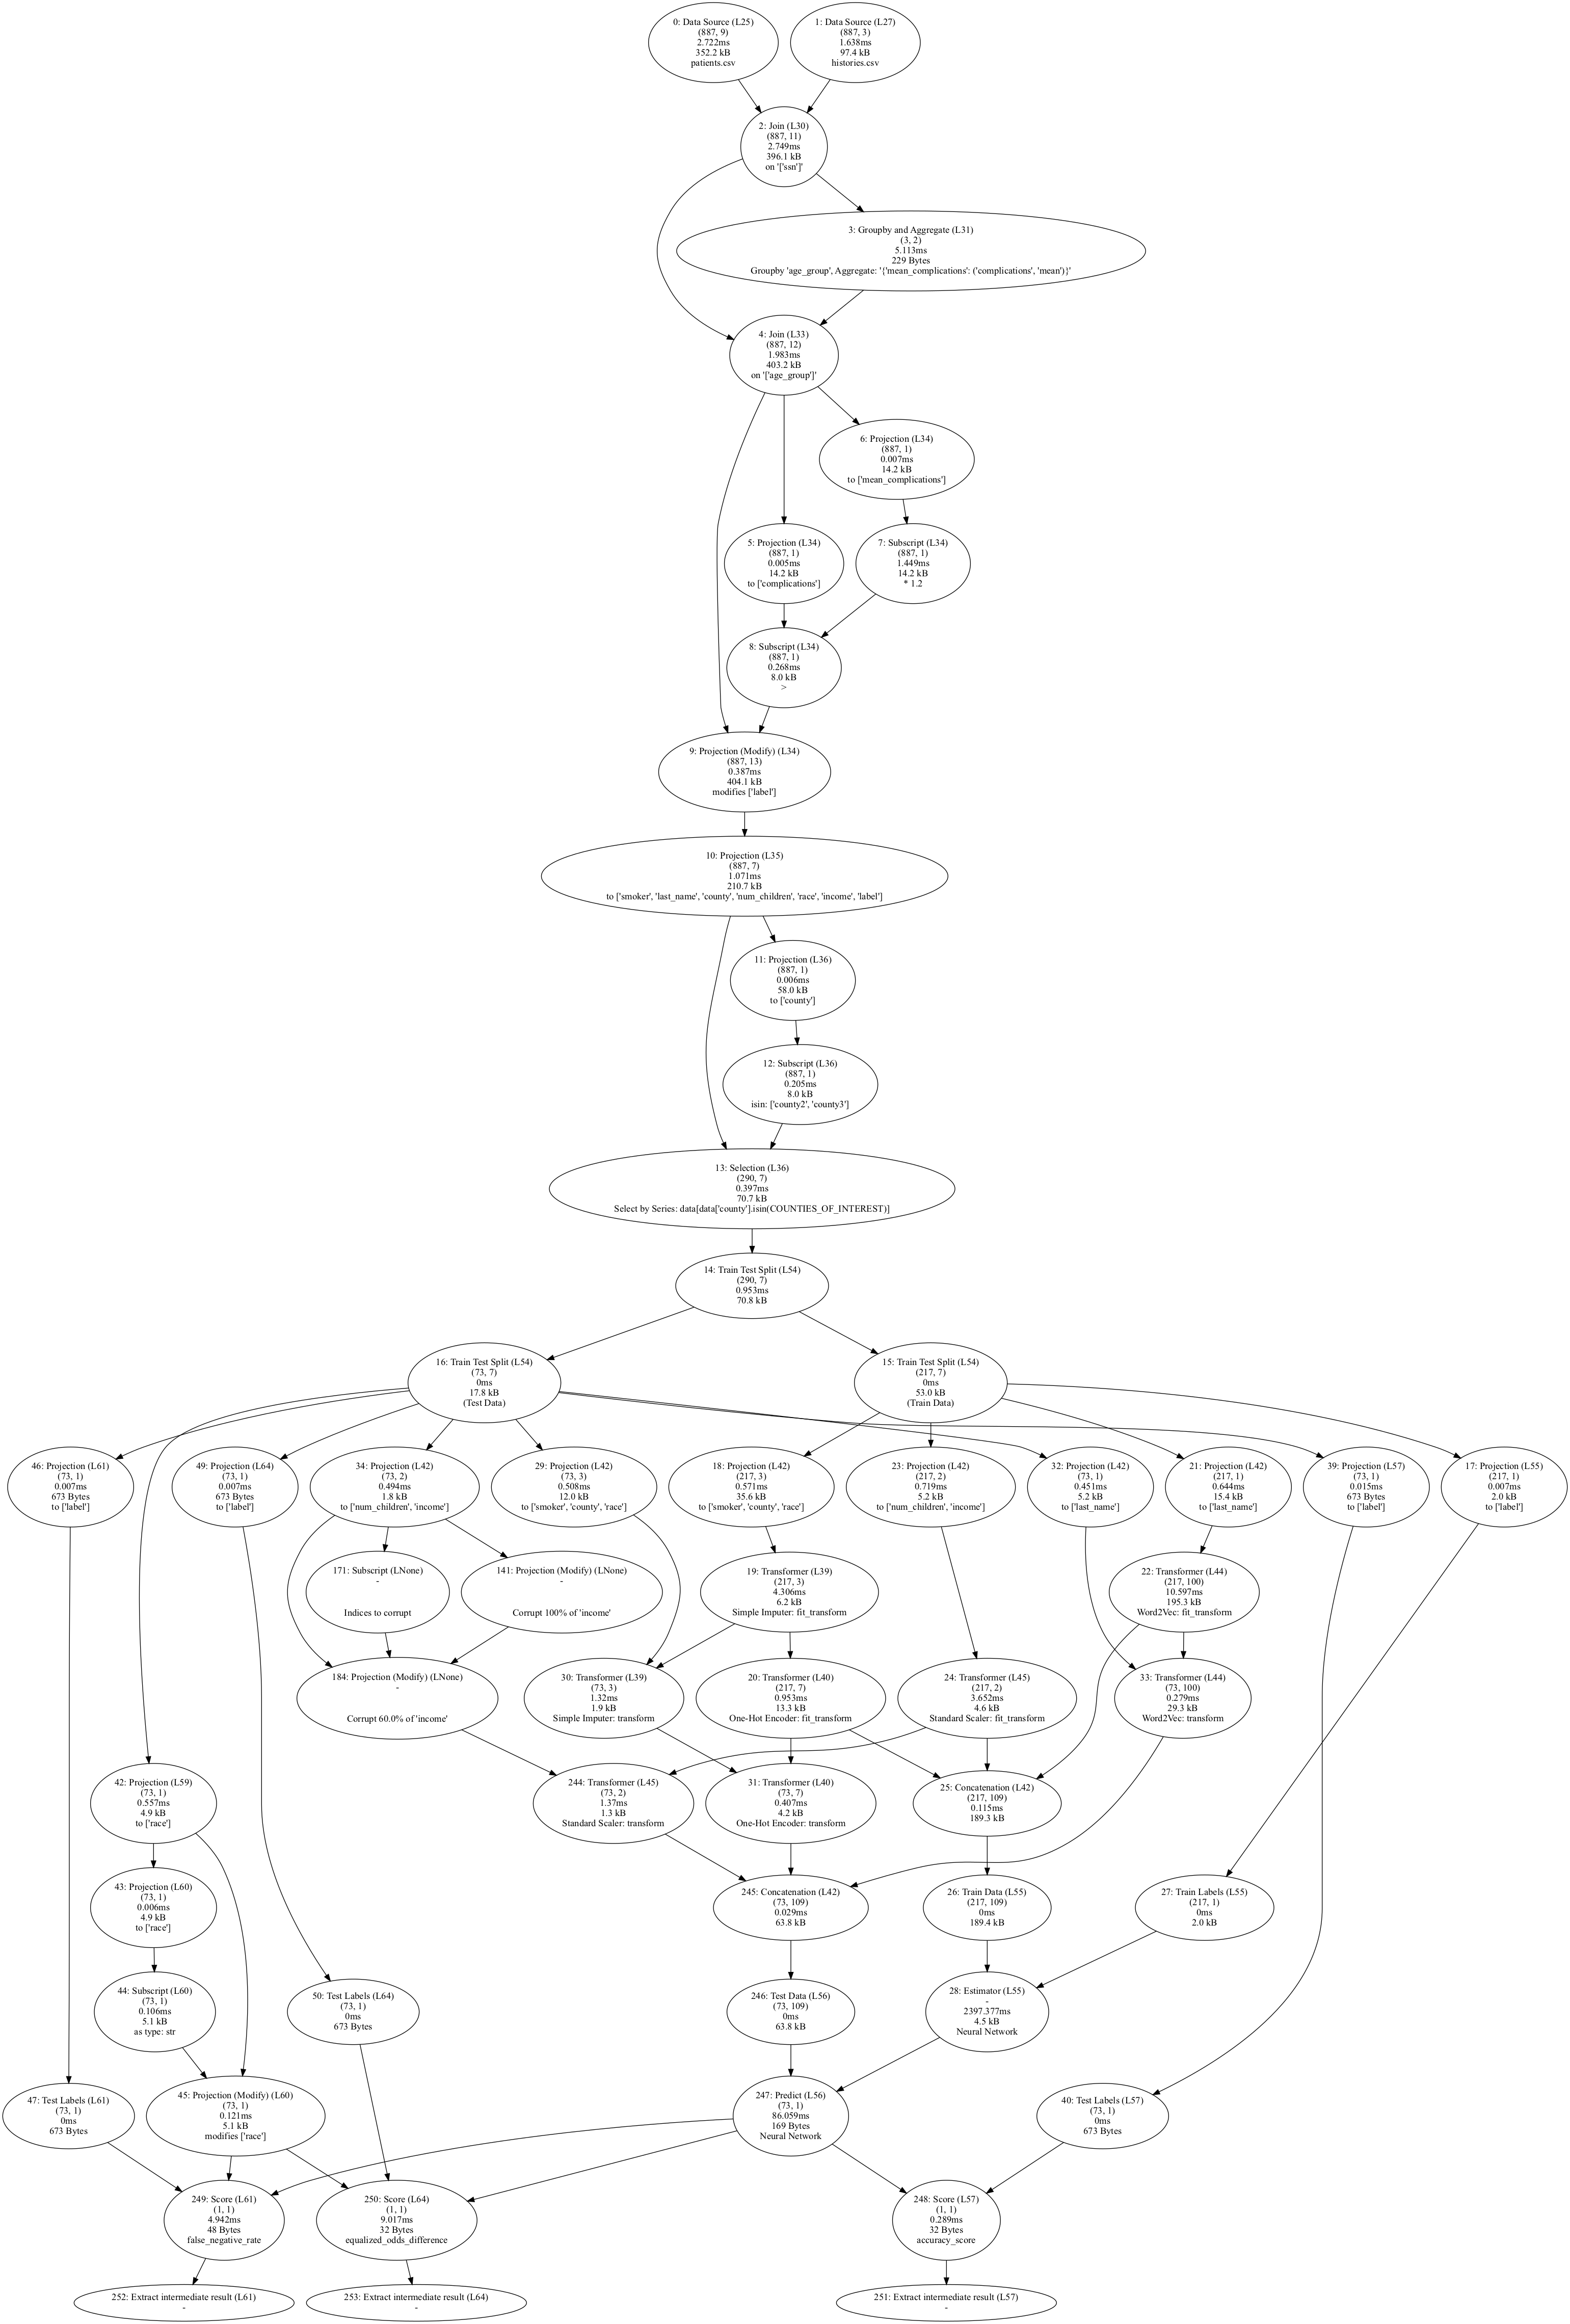 0: Data Source (L25)
(887, 9)
2.722ms
352.2 kB
patients.csv
1: Data Source (L27)
(887, 3)
1.638ms
97.4 kB
histories.csv
2: Join (L30)
(887, 11)
2.749ms
396.1 kB
on '['ssn']'
3: Groupby and Aggregate (L31)
(3, 2)
5.113ms
229 Bytes
Groupby 'age_group', Aggregate: '{'mean_complications': ('complications', 'mean')}'
4: Join (L33)
(887, 12)
1.983ms
403.2 kB
on '['age_group']'
6: Projection (L34)
(887, 1)
0.007ms
14.2 kB
to ['mean_complications']
5: Projection (L34)
(887, 1)
0.005ms
14.2 kB
to ['complications']
7: Subscript (L34)
(887, 1)
1.449ms
14.2 kB
* 1.2
8: Subscript (L34)
(887, 1)
0.268ms
8.0 kB
>
9: Projection (Modify) (L34)
(887, 13)
0.387ms
404.1 kB
modifies ['label']
10: Projection (L35)
(887, 7)
1.071ms
210.7 kB
to ['smoker', 'last_name', 'county', 'num_children', 'race', 'income', 'label']
11: Projection (L36)
(887, 1)
0.006ms
58.0 kB
to ['county']
12: Subscript (L36)
(887, 1)
0.205ms
8.0 kB
isin: ['county2', 'county3']
13: Selection (L36)
(290, 7)
0.397ms
70.7 kB
Select by Series: data[data['county'].isin(COUNTIES_OF_INTEREST)]
14: Train Test Split (L54)
(290, 7)
0.953ms
70.8 kB
16: Train Test Split (L54)
(73, 7)
0ms
17.8 kB
(Test Data)
15: Train Test Split (L54)
(217, 7)
0ms
53.0 kB
(Train Data)
46: Projection (L61)
(73, 1)
0.007ms
673 Bytes
to ['label']
49: Projection (L64)
(73, 1)
0.007ms
673 Bytes
to ['label']
34: Projection (L42)
(73, 2)
0.494ms
1.8 kB
to ['num_children', 'income']
29: Projection (L42)
(73, 3)
0.508ms
12.0 kB
to ['smoker', 'county', 'race']
18: Projection (L42)
(217, 3)
0.571ms
35.6 kB
to ['smoker', 'county', 'race']
23: Projection (L42)
(217, 2)
0.719ms
5.2 kB
to ['num_children', 'income']
32: Projection (L42)
(73, 1)
0.451ms
5.2 kB
to ['last_name']
21: Projection (L42)
(217, 1)
0.644ms
15.4 kB
to ['last_name']
39: Projection (L57)
(73, 1)
0.015ms
673 Bytes
to ['label']
17: Projection (L55)
(217, 1)
0.007ms
2.0 kB
to ['label']
171: Subscript (LNone)
-
Indices to corrupt
141: Projection (Modify) (LNone)
-
Corrupt 100% of 'income'
19: Transformer (L39)
(217, 3)
4.306ms
6.2 kB
Simple Imputer: fit_transform
22: Transformer (L44)
(217, 100)
10.597ms
195.3 kB
Word2Vec: fit_transform
184: Projection (Modify) (LNone)
-
Corrupt 60.0% of 'income'
30: Transformer (L39)
(73, 3)
1.32ms
1.9 kB
Simple Imputer: transform
20: Transformer (L40)
(217, 7)
0.953ms
13.3 kB
One-Hot Encoder: fit_transform
24: Transformer (L45)
(217, 2)
3.652ms
4.6 kB
Standard Scaler: fit_transform
33: Transformer (L44)
(73, 100)
0.279ms
29.3 kB
Word2Vec: transform
42: Projection (L59)
(73, 1)
0.557ms
4.9 kB
to ['race']
244: Transformer (L45)
(73, 2)
1.37ms
1.3 kB
Standard Scaler: transform
31: Transformer (L40)
(73, 7)
0.407ms
4.2 kB
One-Hot Encoder: transform
25: Concatenation (L42)
(217, 109)
0.115ms
189.3 kB
43: Projection (L60)
(73, 1)
0.006ms
4.9 kB
to ['race']
245: Concatenation (L42)
(73, 109)
0.029ms
63.8 kB
26: Train Data (L55)
(217, 109)
0ms
189.4 kB
27: Train Labels (L55)
(217, 1)
0ms
2.0 kB
44: Subscript (L60)
(73, 1)
0.106ms
5.1 kB
as type: str
50: Test Labels (L64)
(73, 1)
0ms
673 Bytes
246: Test Data (L56)
(73, 109)
0ms
63.8 kB
28: Estimator (L55)
-
2397.377ms
4.5 kB
Neural Network
47: Test Labels (L61)
(73, 1)
0ms
673 Bytes
45: Projection (Modify) (L60)
(73, 1)
0.121ms
5.1 kB
modifies ['race']
247: Predict (L56)
(73, 1)
86.059ms
169 Bytes
Neural Network
40: Test Labels (L57)
(73, 1)
0ms
673 Bytes
249: Score (L61)
(1, 1)
4.942ms
48 Bytes
false_negative_rate
250: Score (L64)
(1, 1)
9.017ms
32 Bytes
equalized_odds_difference
248: Score (L57)
(1, 1)
0.289ms
32 Bytes
accuracy_score
252: Extract intermediate result (L61)
-
253: Extract intermediate result (L64)
-
251: Extract intermediate result (L57)
-